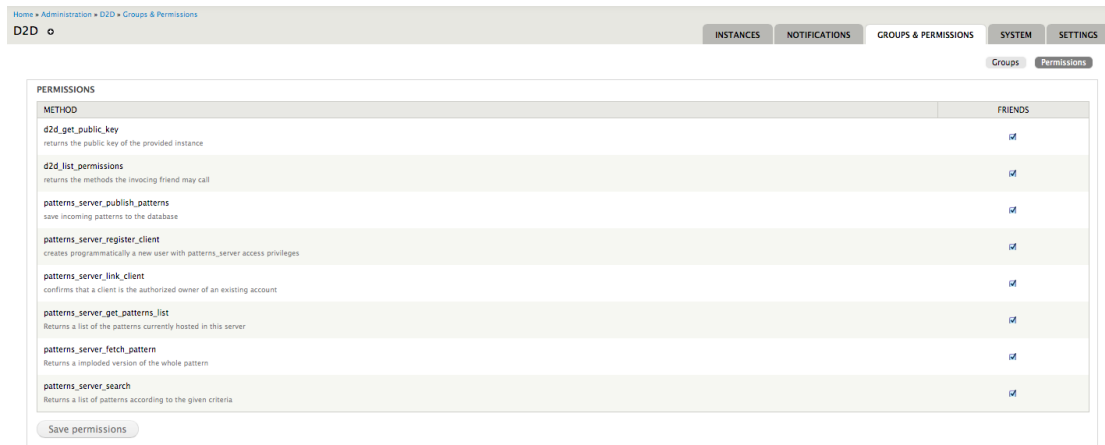 Home » Administration » D2D » Groups & Permissions
D2D
INSTANCES NOTIFICATIONS GROUPS & PERMISSIONS SYSTEM SETTINGS
Groups Permissions
PERMISSIONS
METHOD FRIENDS
d2d_get_public_key
returns the public key of the provided instance
d2d_list_permissions
returns the methods the invocing friend may call
patterns_server_publish_patterns
save incoming patterns to the database
patterns_server_register_client
creates programmatically a new user with patterns_server access privileges
patterns_server_link_client
confirms that a client is the authorized owner of an existing account
patterns_server_get_patterns_list
Returns a list of the patterns currently hosted in this server
patterns_server_fetch_pattern
Returns a imploded version of the whole pattern
patterns_server_search
Returns a list of patterns according to the given criteria
Save permissions